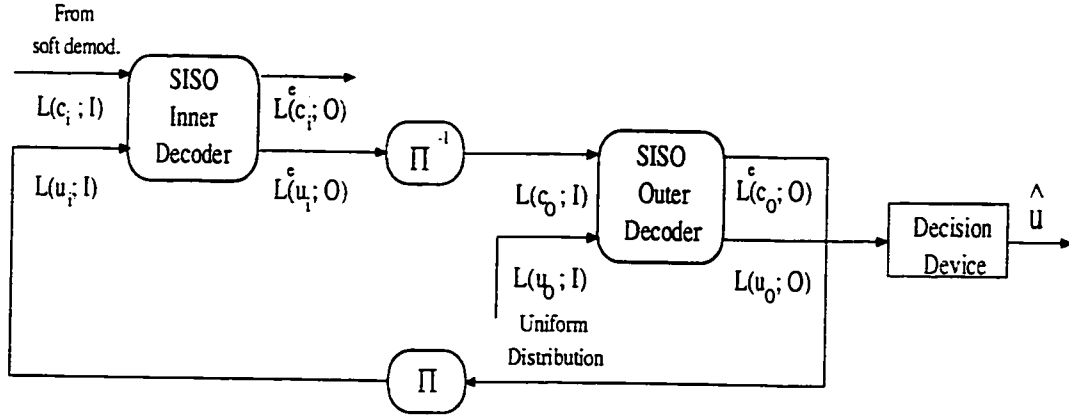 From
soft demod.
L(c_i ; I)
L(u_i ; I)
SISO
Inner
Decoder
L^e(c_i ; O)
L^e(u_i ; O)
Π^-1
L(c_o ; I)
L(u_o ; I)
Uniform
Distribution
SISO
Outer
Decoder
L^e(c_o ; O)
L(u_o ; O)
Decision
Device
û
Π